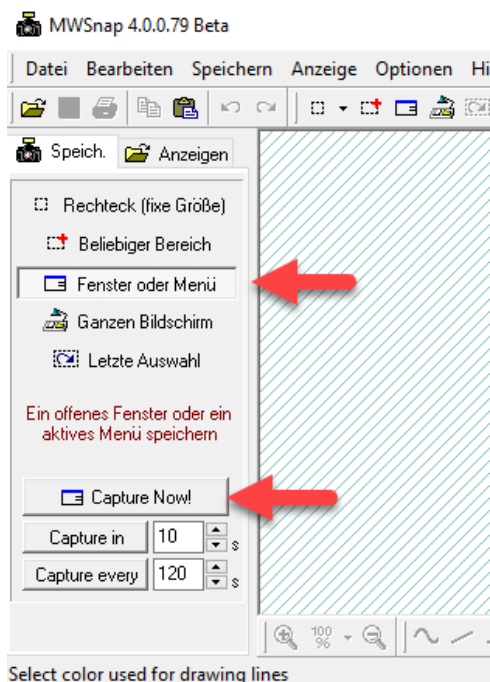 MWSnap 4.0.0.79 Beta
Datei Bearbeiten Speichern Anzeige Optionen Hi
Speich. Anzeigen
Rechteck (fixe Größe)
Beliebiger Bereich
Fenster oder Menü
Ganzen Bildschirm
Letzte Auswahl
Ein offenes Fenster oder ein
aktives Menü speichern
Capture Now!
Capture in 10 s
Capture every 120 s
100
%
Select color used for drawing lines